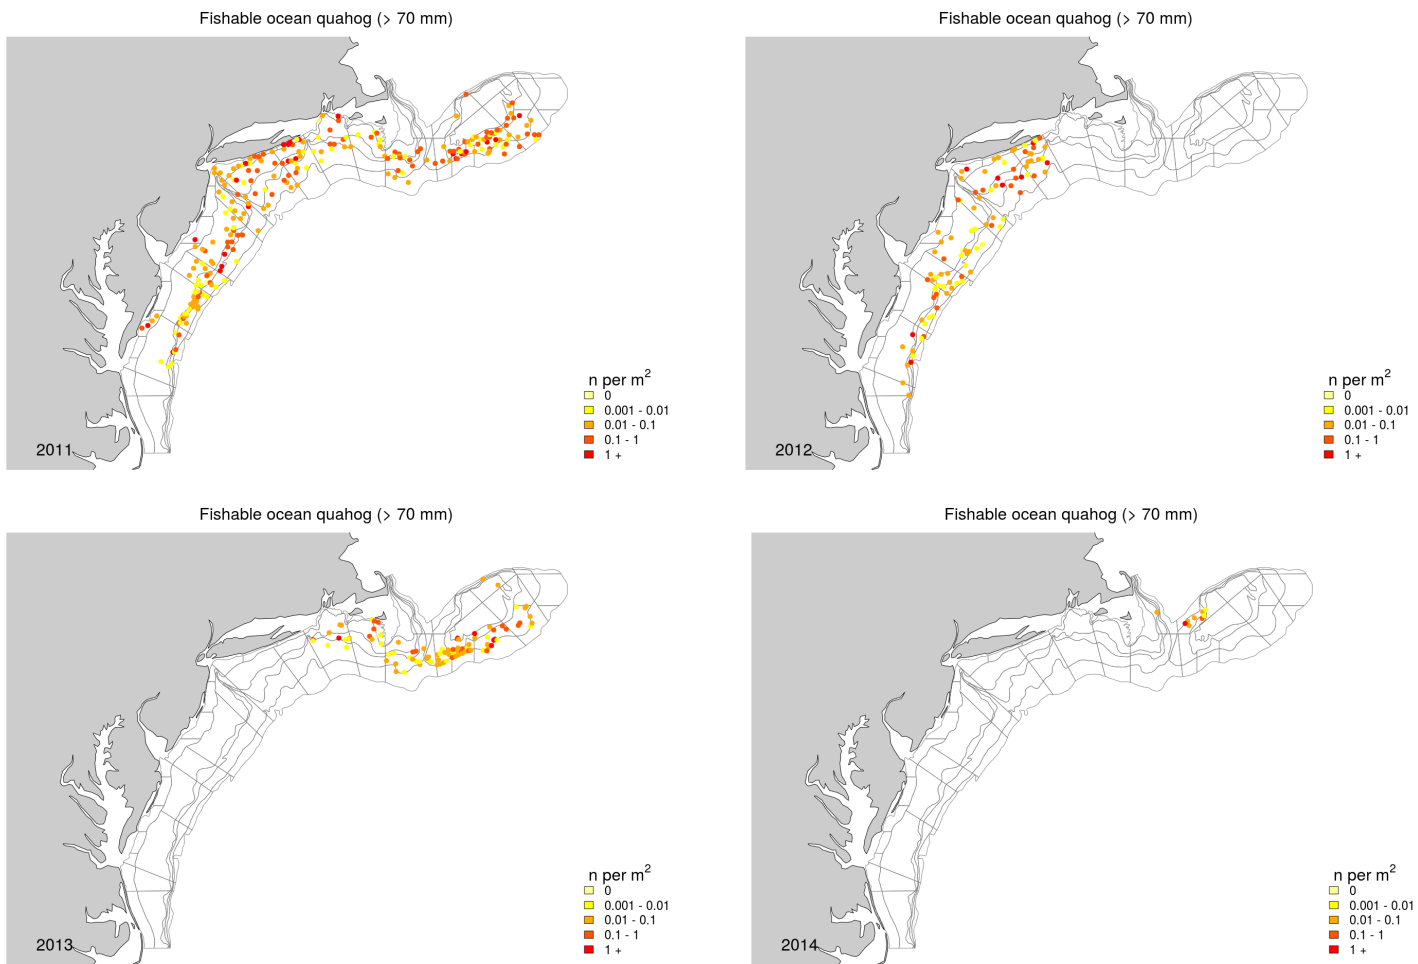 Fishable ocean quahog (> 70 mm)
n per m²
0
0.001 - 0.01
0.01 - 0.1
0.1 - 1
1 +
2011
Fishable ocean quahog (> 70 mm)
n per m²
0
0.001 - 0.01
0.01 - 0.1
0.1 - 1
1 +
2012
Fishable ocean quahog (> 70 mm)
n per m²
0
0.001 - 0.01
0.01 - 0.1
0.1 - 1
1 +
2013
Fishable ocean quahog (> 70 mm)
n per m²
0
0.001 - 0.01
0.01 - 0.1
0.1 - 1
1 +
2014